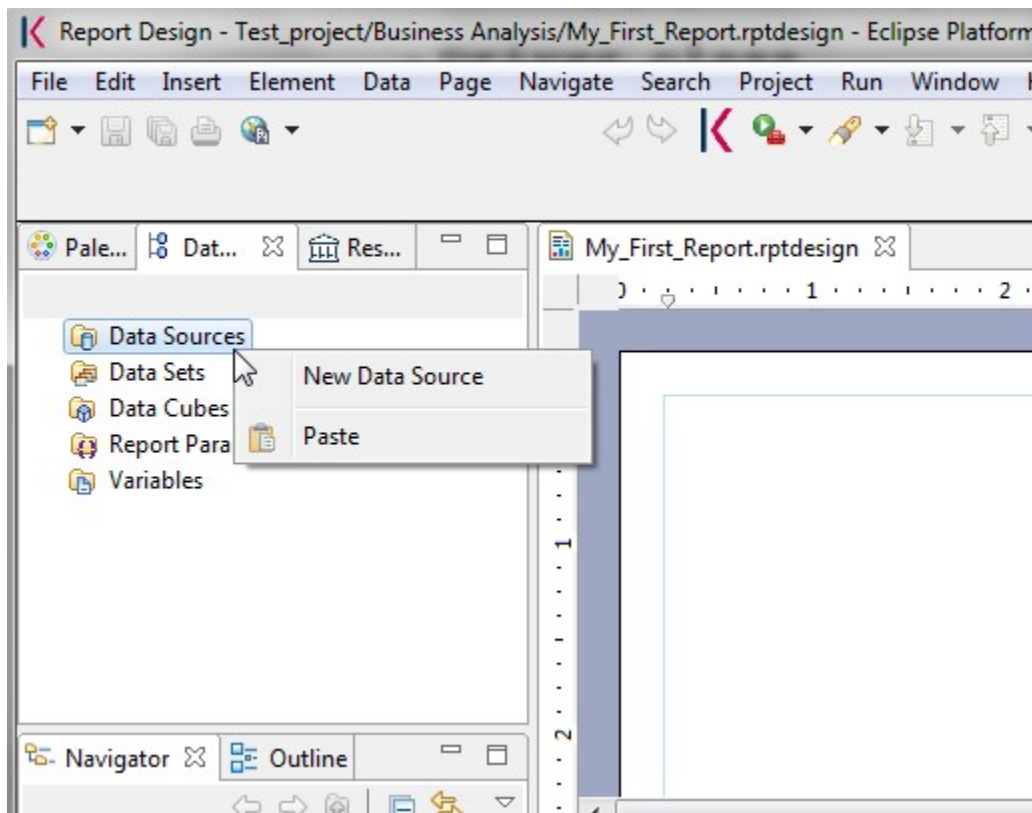 Report Design - Test_project/Business Analysis/My_First_Report.rptdesign - Eclipse Platform
File Edit Insert Element Data Page Navigate Search Project Run Window
Pale... Dat... Res...
My_First_Report.rptdesign
0 1 2
Data Sources
Data Sets
Data Cubes
Report Para
Variables
New Data Source
Paste
1
2
Navigator Outline